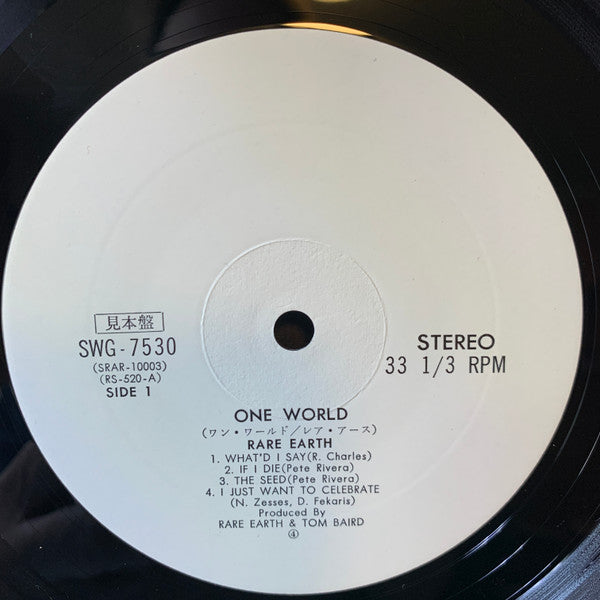 見本盤
SWG-7530
(SRAR-10003)
(RS-520-A)
SIDE 1
STEREO
33 1/3 RPM
ONE WORLD
(ワン・ワールド/レア・アース)
RARE EARTH
1. WHAT'D I SAY(R. Charles)
2. IF I DIE(Pete Rivera)
3. THE SEED(Pete Rivera)
4. I JUST WANT TO CELEBRATE
(N. Zesses, D. Fekaris)
Produced By
RARE EARTH & TOM BAIRD
④